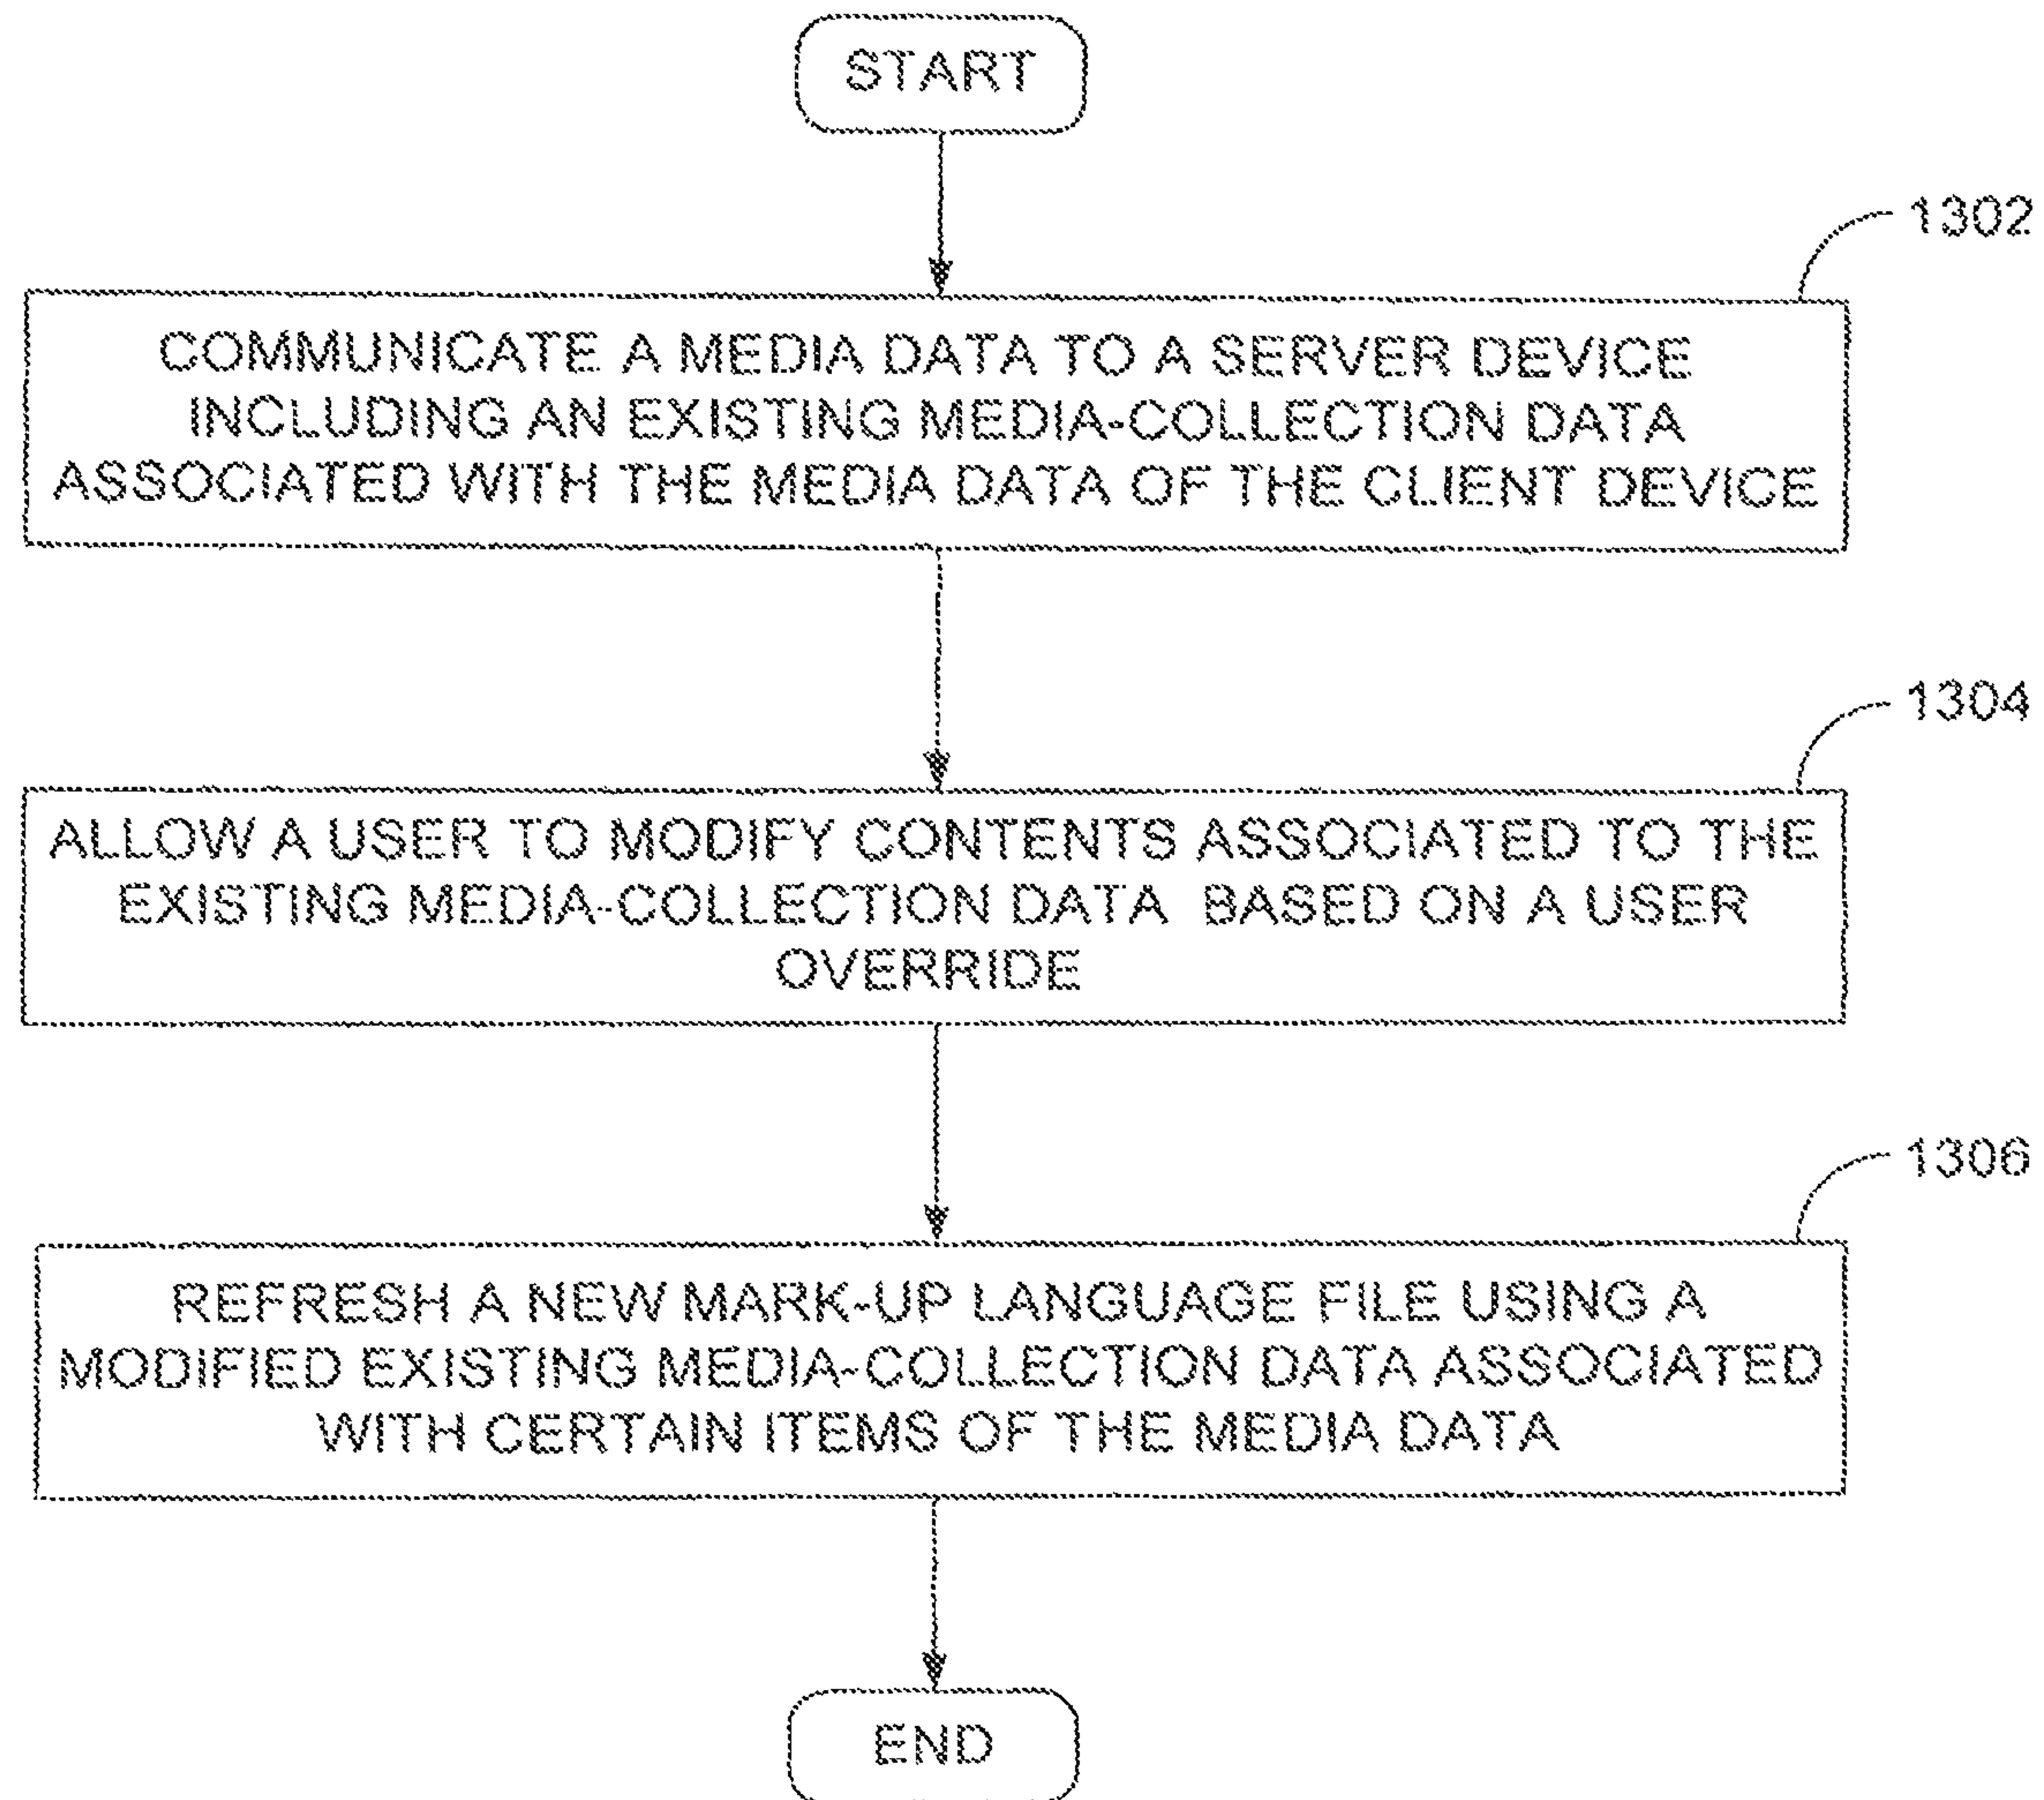 START
1302
COMMUNICATE A MEDIA DATA TO A SERVER DEVICE
INCLUDING AN EXISTING MEDIA-COLLECTION DATA
ASSOCIATED WITH THE MEDIA DATA OF THE CLIENT DEVICE
1304
ALLOW A USER TO MODIFY CONTENTS ASSOCIATED TO THE
EXISTING MEDIA-COLLECTION DATA BASED ON A USER
OVERRIDE
1306
REFRESH A NEW MARK-UP LANGUAGE FILE USING A
MODIFIED EXISTING MEDIA-COLLECTION DATA ASSOCIATED
WITH CERTAIN ITEMS OF THE MEDIA DATA
END